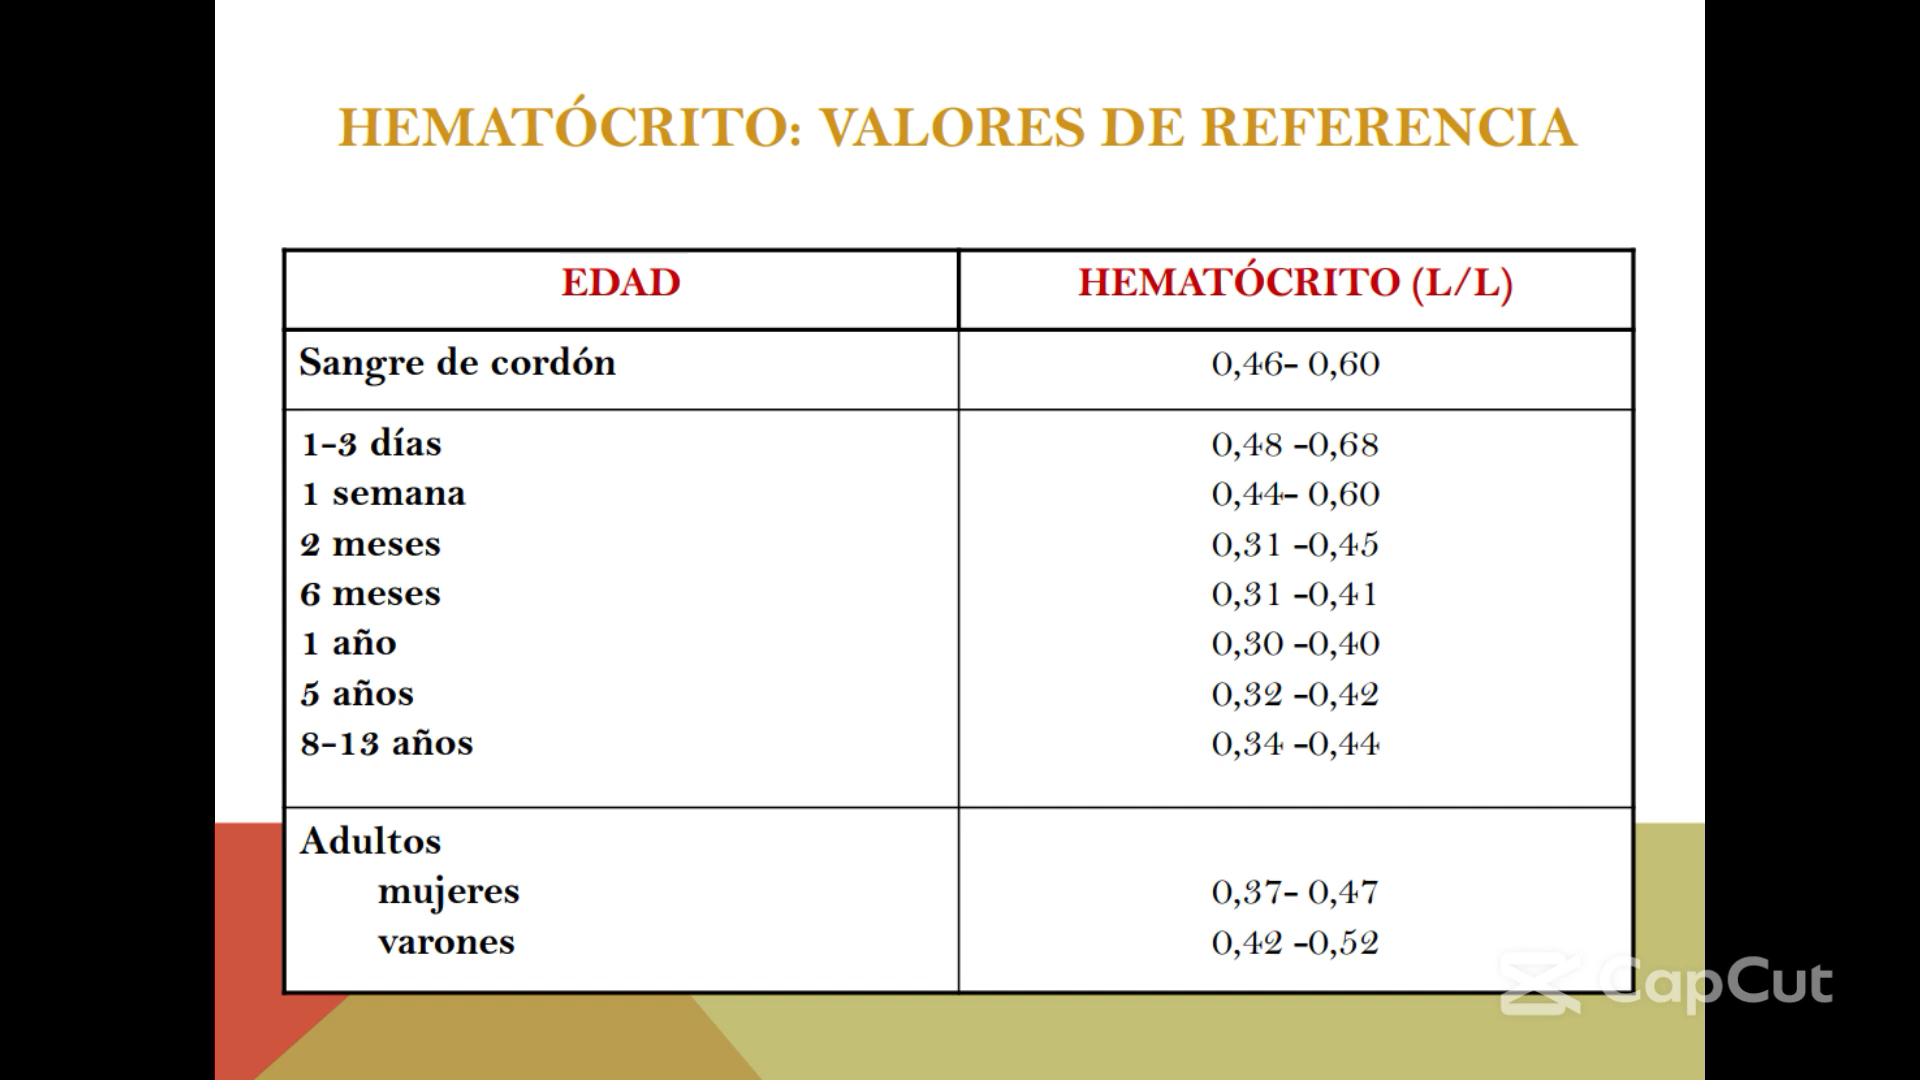 HEMATÓCRITO: VALORES DE REFERENCIA
EDAD HEMATÓCRITO (L/L)
Sangre de cordón 0,46- 0,60
1-3 días 0,48 -0,68
1 semana 0,44- 0,60
2 meses 0,31 -0,45
6 meses 0,31 -0,41
1 año 0,30 -0,40
5 años 0,32 -0,42
8-13 años 0,34 -0,44
Adultos
mujeres 0,37- 0,47
varones 0,42 -0,52
CapCut